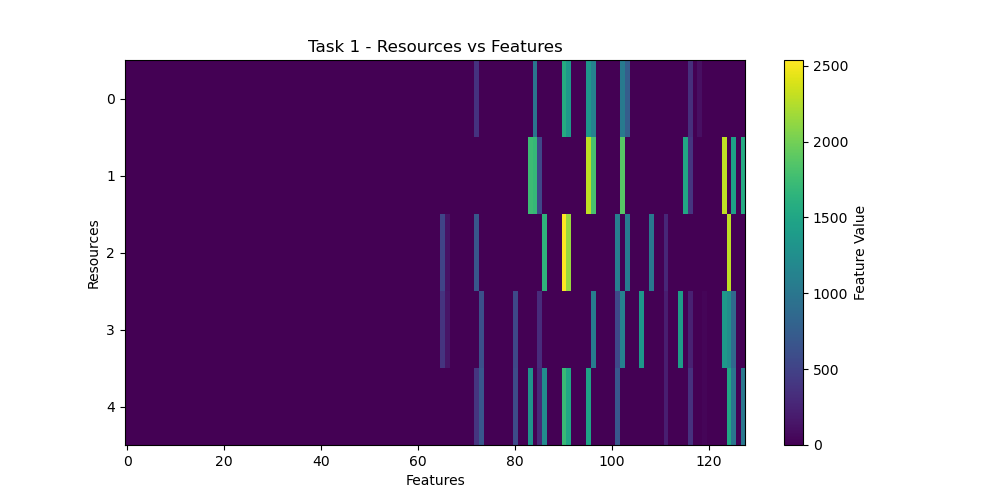 Task 1 - Resources vs Features
Resources
0
1
2
3
4
0 20 40 60 80 100 120
Features
2500
2000
1500
1000
500
0
Feature Value